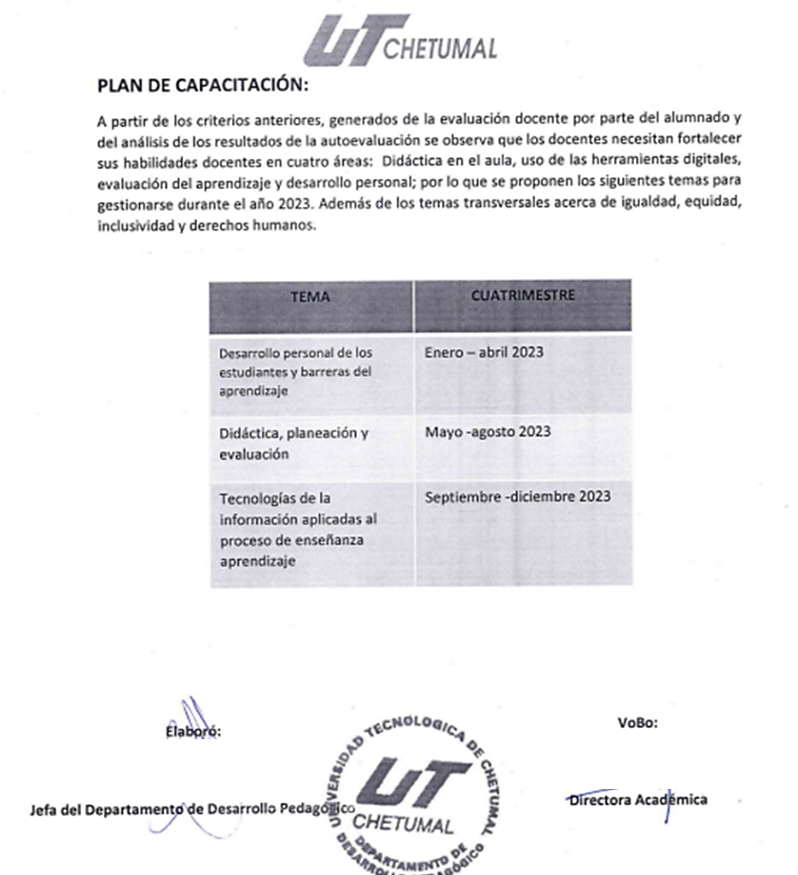 UT CHETUMAL
PLAN DE CAPACITACIÓN:
A partir de los criterios anteriores, generados de la evaluación docente por parte del alumnado y
del análisis de los resultados de la autoevaluación se observa que los docentes necesitan fortalecer
sus habilidades docentes en cuatro áreas: Didáctica en el aula, uso de las herramientas digitales,
evaluación del aprendizaje y desarrollo personal; por lo que se proponen los siguientes temas para
gestionarse durante el año 2023. Además de los temas transversales acerca de igualdad, equidad,
inclusividad y derechos humanos.
TEMA
CUATRIMESTRE
Desarrollo personal de los
estudiantes y barreras del
aprendizaje
Enero – abril 2023
Didáctica, planeación y
evaluación
Mayo -agosto 2023
Tecnologías de la
información aplicadas al
proceso de enseñanza
aprendizaje
Septiembre -diciembre 2023
Elaboró:
VoBo:
Jefa del Departamento de Desarrollo Pedagógico
Directora Académica
UNIVERSIDAD TECNOLOGICA DE CHETUMAL
UT
CHETUMAL
DEPARTAMENTO DE
DESARROLLO PEDAGÓGICO